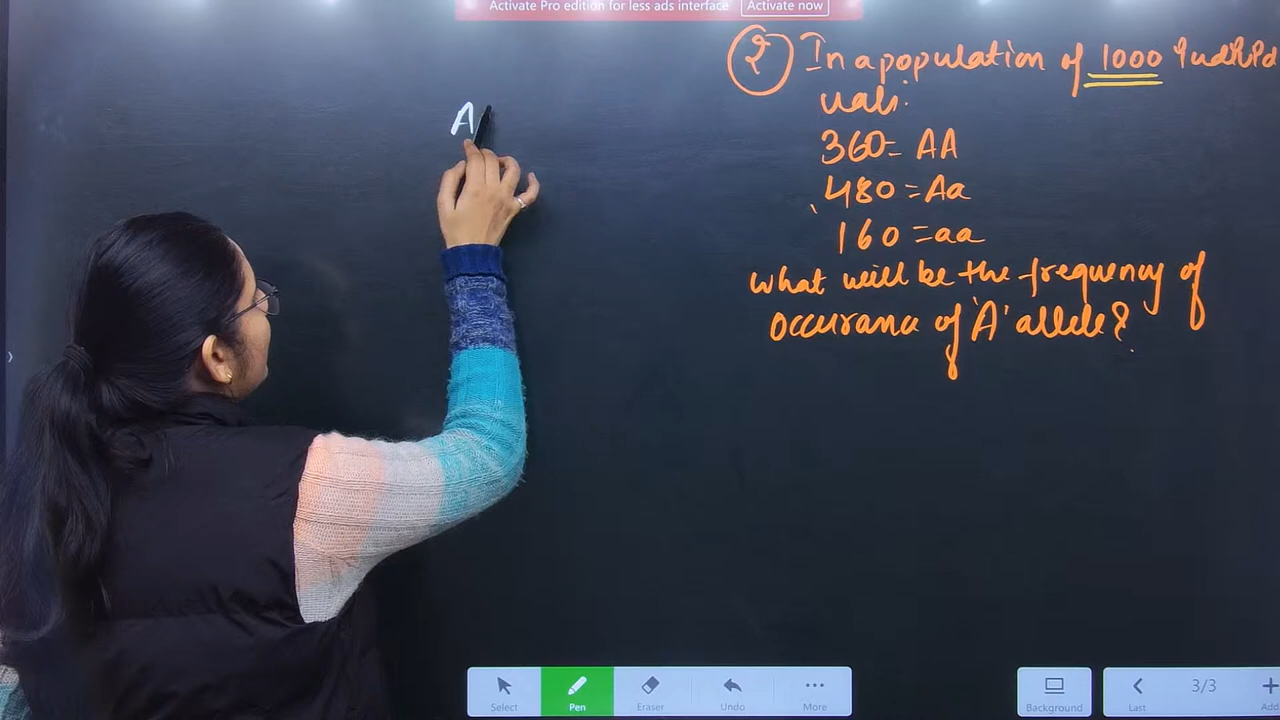 Activate Pro edition for less ads interface Activate now
A
② In a population of 1000 Individ
uals.
360 = AA
480 = Aa
160 = aa
What will be the frequency of
occurance of 'A' allele?
Select Pen Eraser Undo More Background Last 3/3 Add